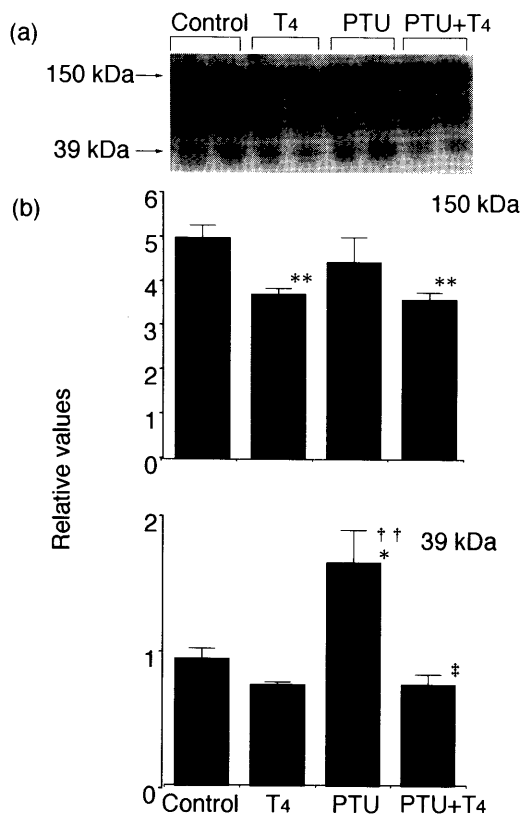 (a) Control T4 PTU PTU+T4
150 kDa
39 kDa
(b)
150 kDa
Relative values
6
5
4
3
2
1
0
** **
39 kDa
2
1
0
† †
*
‡
Control T4 PTU PTU+T4